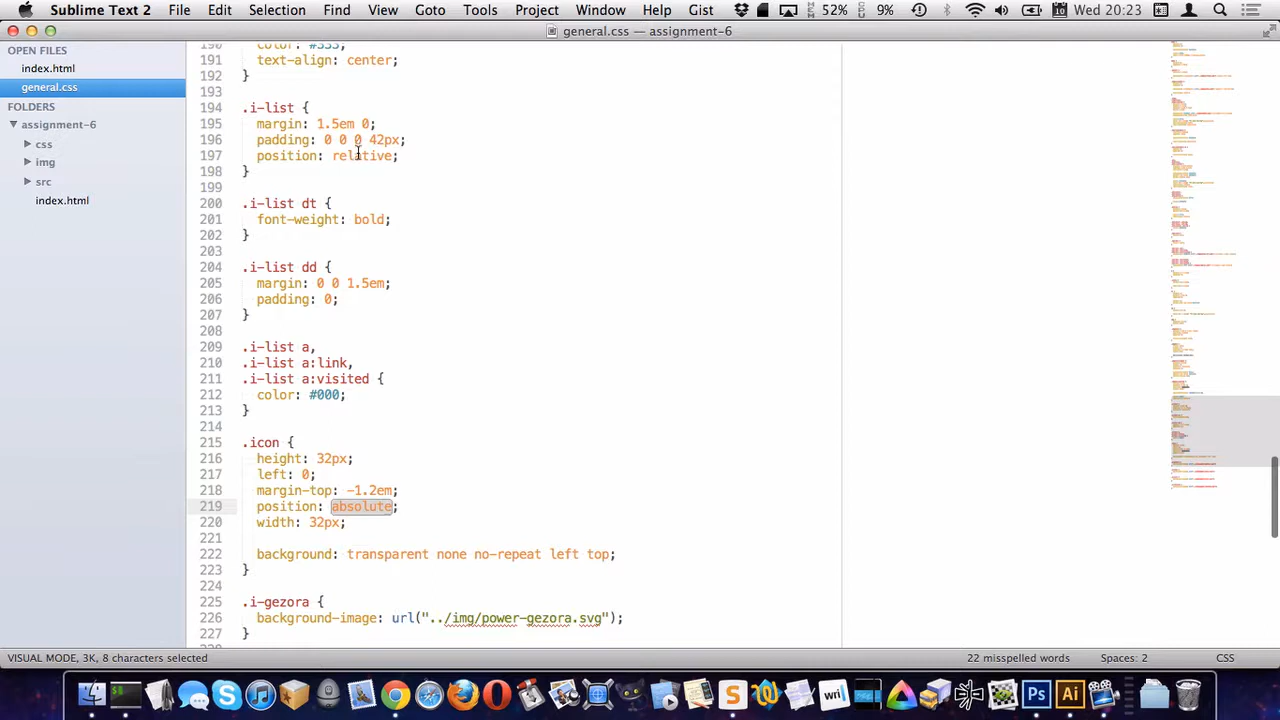 Sublime Text 2 File Edit Selection Find View Goto Tools Project Window Help Gist 52% 9% 10 Wed 20:23
general.css — assignment-6
OPEN FILES
index.html
general.css
FOLDERS
assignment-6
css
img
src
index.html
190 color: #333;
191 text-align: center;
192 }
193
194 .i-list {
195 margin: 1.5em 0;
196 padding: 0 0 0 42px;
197 position: relative;
198 }
199
200 .i-list dt {
201 font-weight: bold;
202 }
203
204 .i-list dd {
205 margin: 0 0 1.5em;
206 padding: 0;
207 }
208
209 .i-list a,
210 .i-list a:link,
211 .i-list a:visited {
212 color: #000;
213 }
214
215 .icon {
216 height: 32px;
217 left: 0;
218 margin-top: -1.2em;
219 position: absolute;
220 width: 32px;
221
222 background: transparent none no-repeat left top;
223 }
224
225 .i-gezora {
226 background-image: url("../img/power-gezora.svg");
227 }
VISUAL MODE, 3K, 8 characters selected 22 misspelled words Spaces: 2 CSS